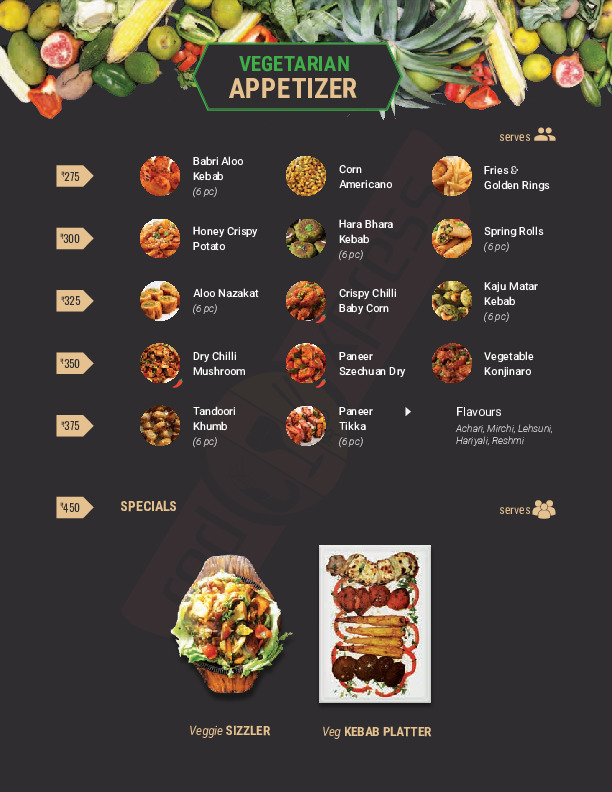 VEGETARIAN
APPETIZER
serves
₹275
Babri Aloo
Kebab
(6 pc)
Corn
Americano
Fries &
Golden Rings
₹300
Honey Crispy
Potato
Hara Bhara
Kebab
(6 pc)
Spring Rolls
(6 pc)
₹325
Aloo Nazakat
(6 pc)
Crispy Chilli
Baby Corn
Kaju Matar
Kebab
(6 pc)
₹350
Dry Chilli
Mushroom
Paneer
Szechuan Dry
Vegetable
Konjinaro
₹375
Tandoori
Khumb
(6 pc)
Paneer
Tikka
(6 pc)
Flavours
Achari, Mirchi, Lehsuni,
Hariyali, Reshmi
₹450
SPECIALS
serves
Veggie SIZZLER
Veg KEBAB PLATTER